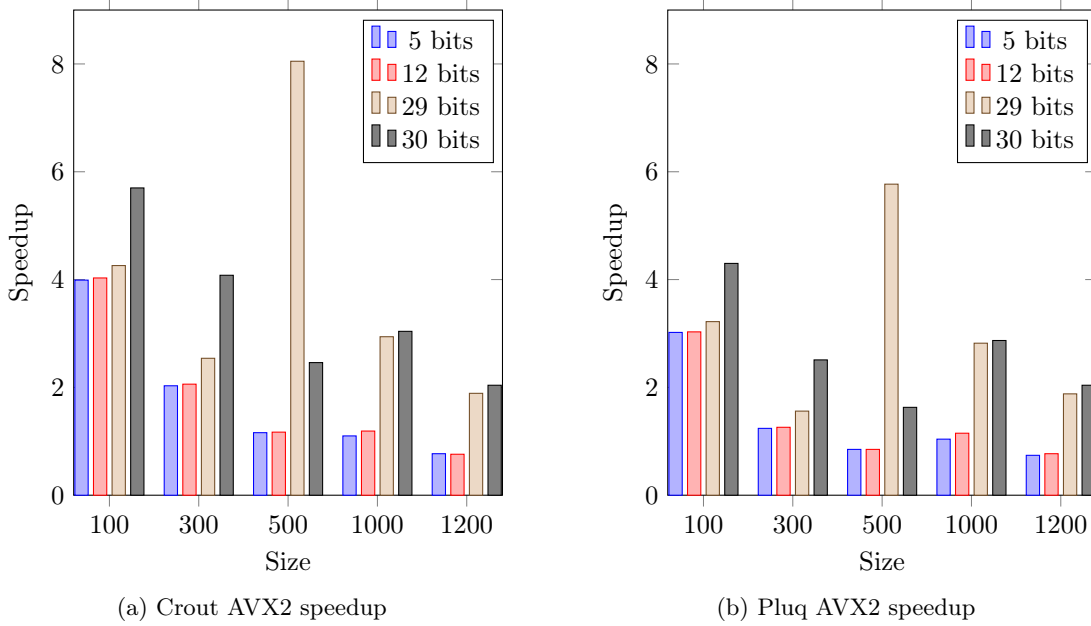 5 bits
12 bits
29 bits
30 bits
8
6
4
2
0
Speedup
100 300 500 1000 1200
Size
(a) Crout AVX2 speedup
5 bits
12 bits
29 bits
30 bits
8
6
4
2
0
Speedup
100 300 500 1000 1200
Size
(b) Pluq AVX2 speedup